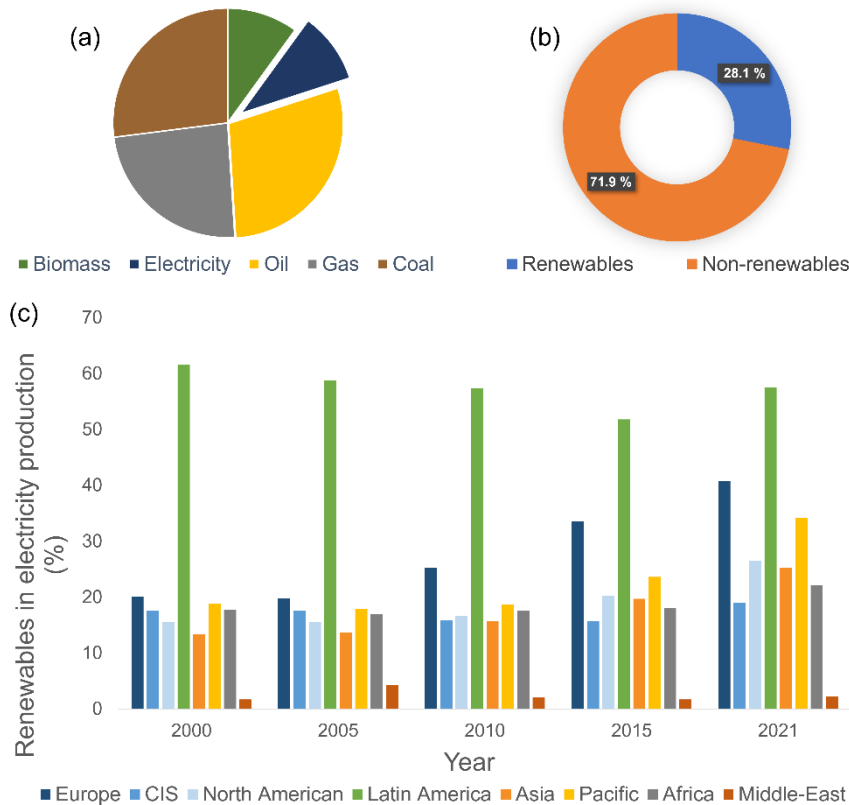 (a)
Biomass Electricity Oil Gas Coal
(b)
28.1 %
71.9 %
Renewables Non-renewables
(c)
Renewables in electricity production
(%)
70
60
50
40
30
20
10
0
2000 2005 2010 2015 2021
Year
Europe CIS North American Latin America Asia Pacific Africa Middle-East